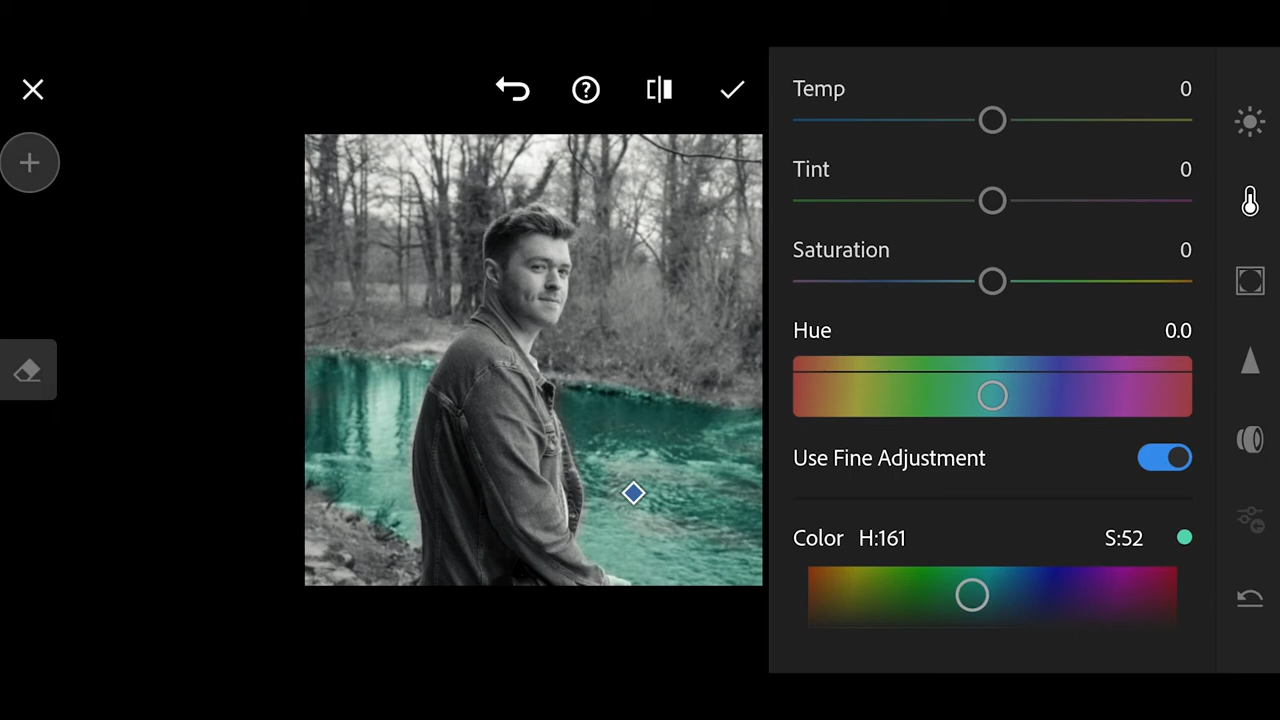 Temp 0
Tint 0
Saturation 0
Hue 0.0
Use Fine Adjustment
Color H:161 S:52